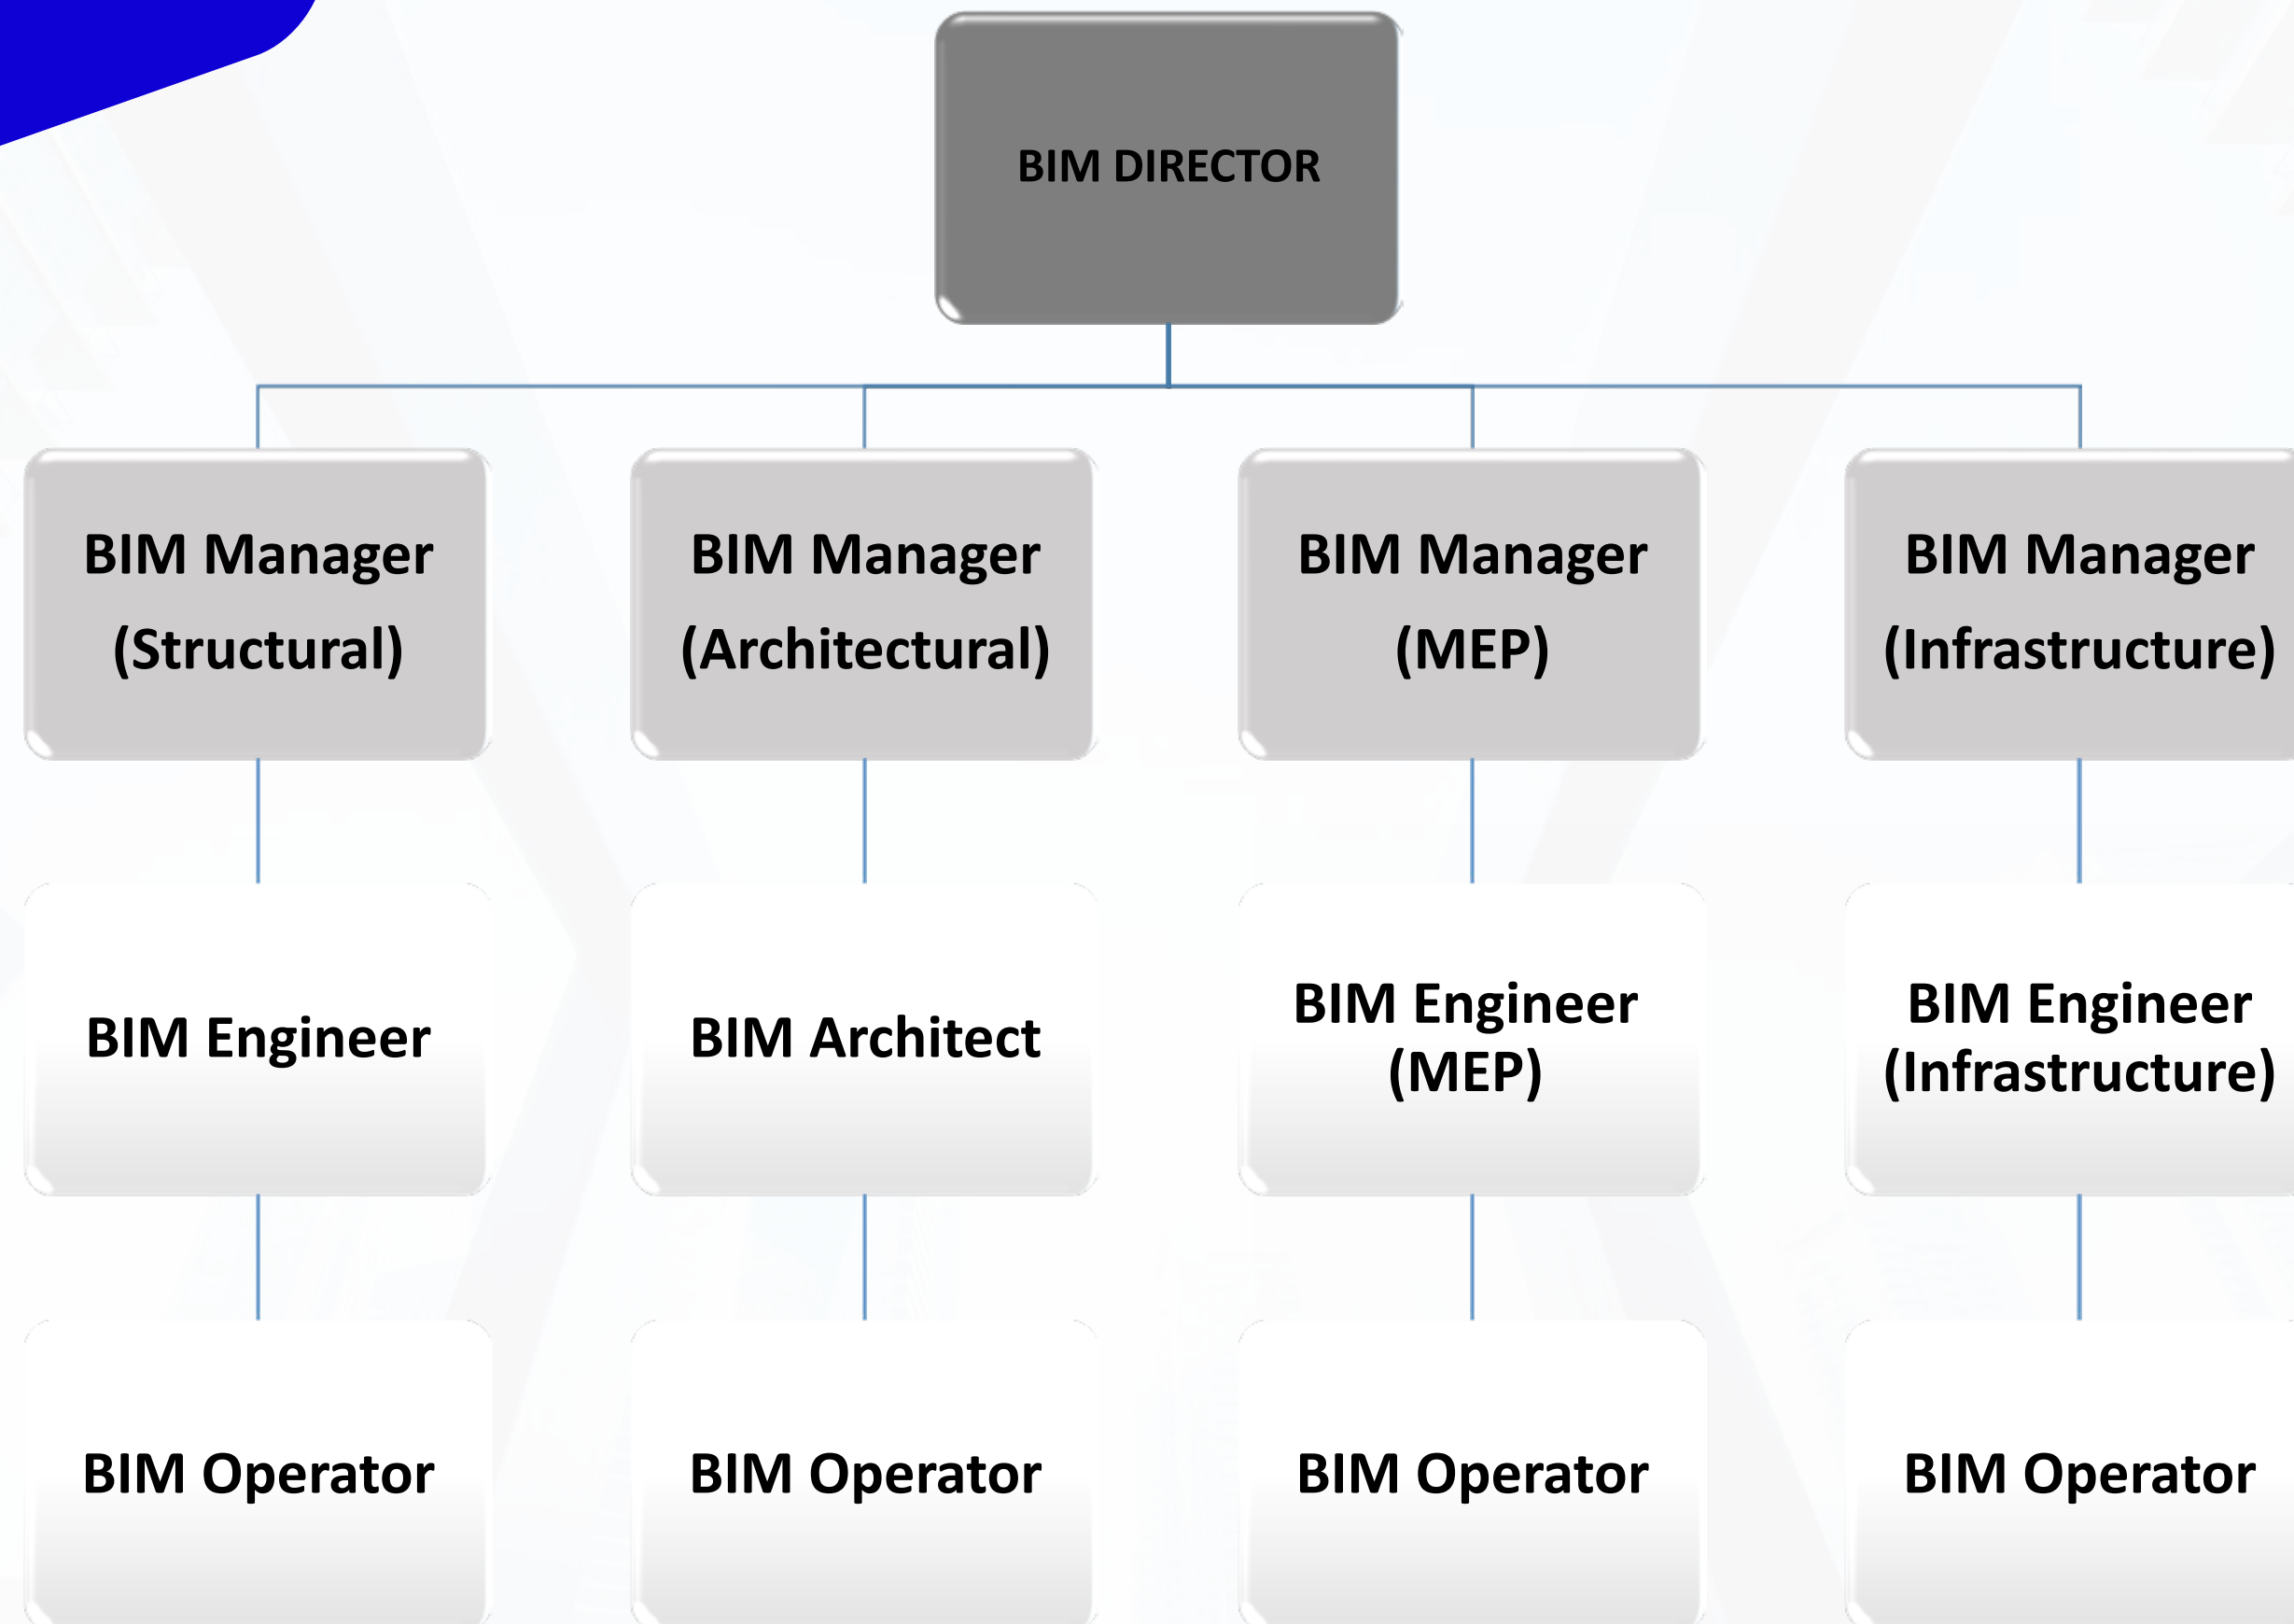 BIM DIRECTOR
BIM Manager
(Structural)
BIM Manager
(Architectural)
BIM Manager
(MEP)
BIM Manager
(Infrastructure)
BIM Engineer
BIM Architect
BIM Engineer
(MEP)
BIM Engineer
(Infrastructure)
BIM Operator
BIM Operator
BIM Operator
BIM Operator